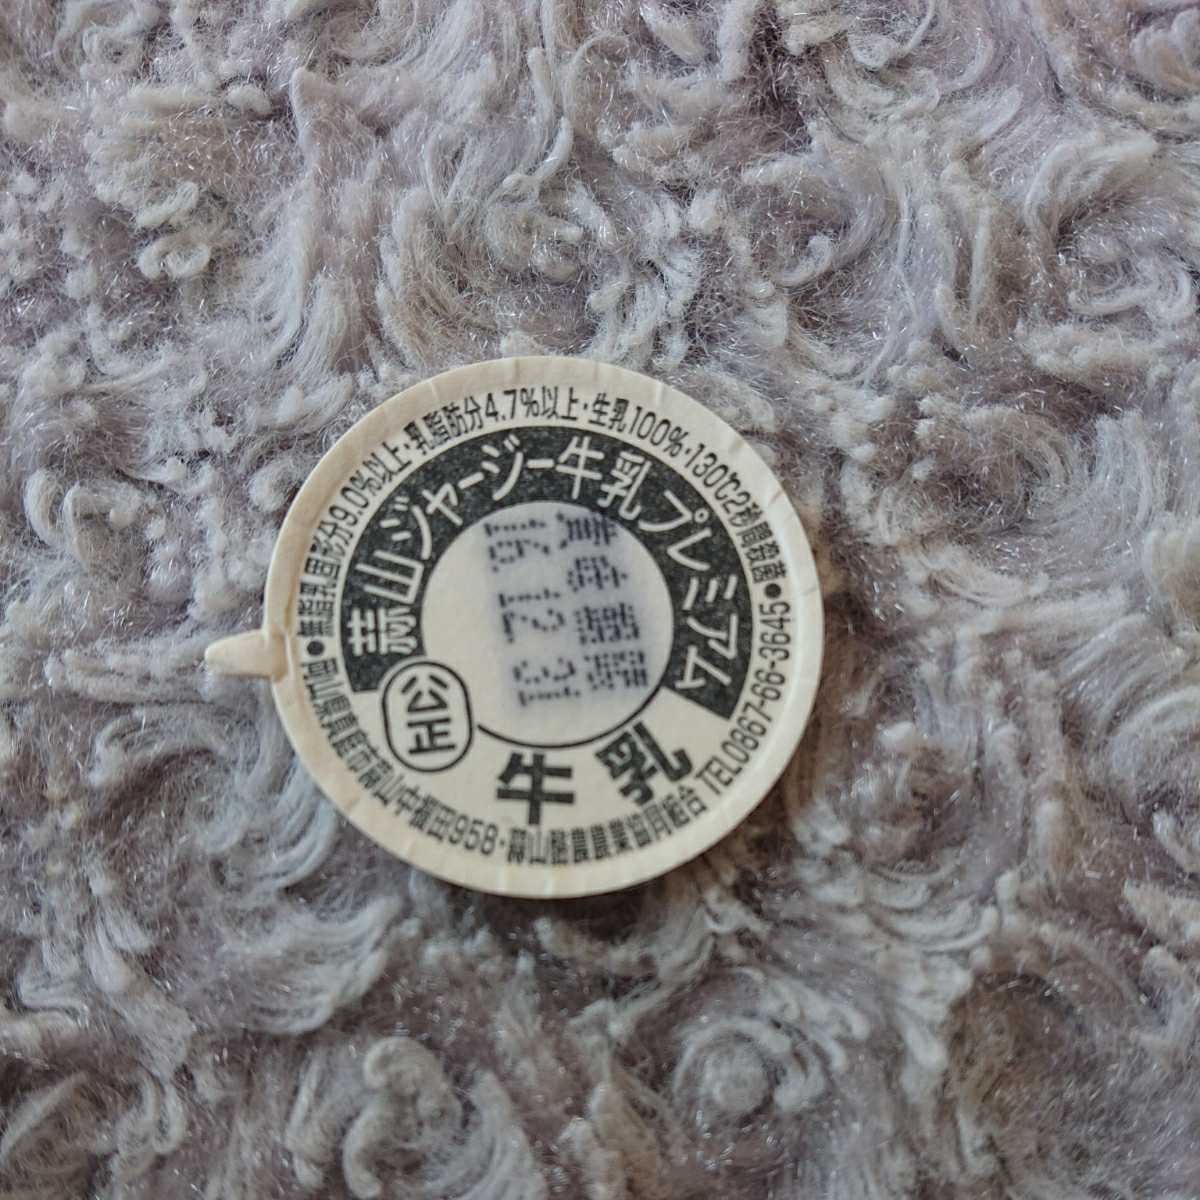 無脂乳固形分9.0%以上・乳脂肪分4.7%以上・生乳100%・130℃2秒間殺菌
蒜山ジャージー牛乳プレミアム
公正
牛乳
岡山県真庭市蒜山中福田958・蒜山酪農農業協同組合 TEL0867-66-3645